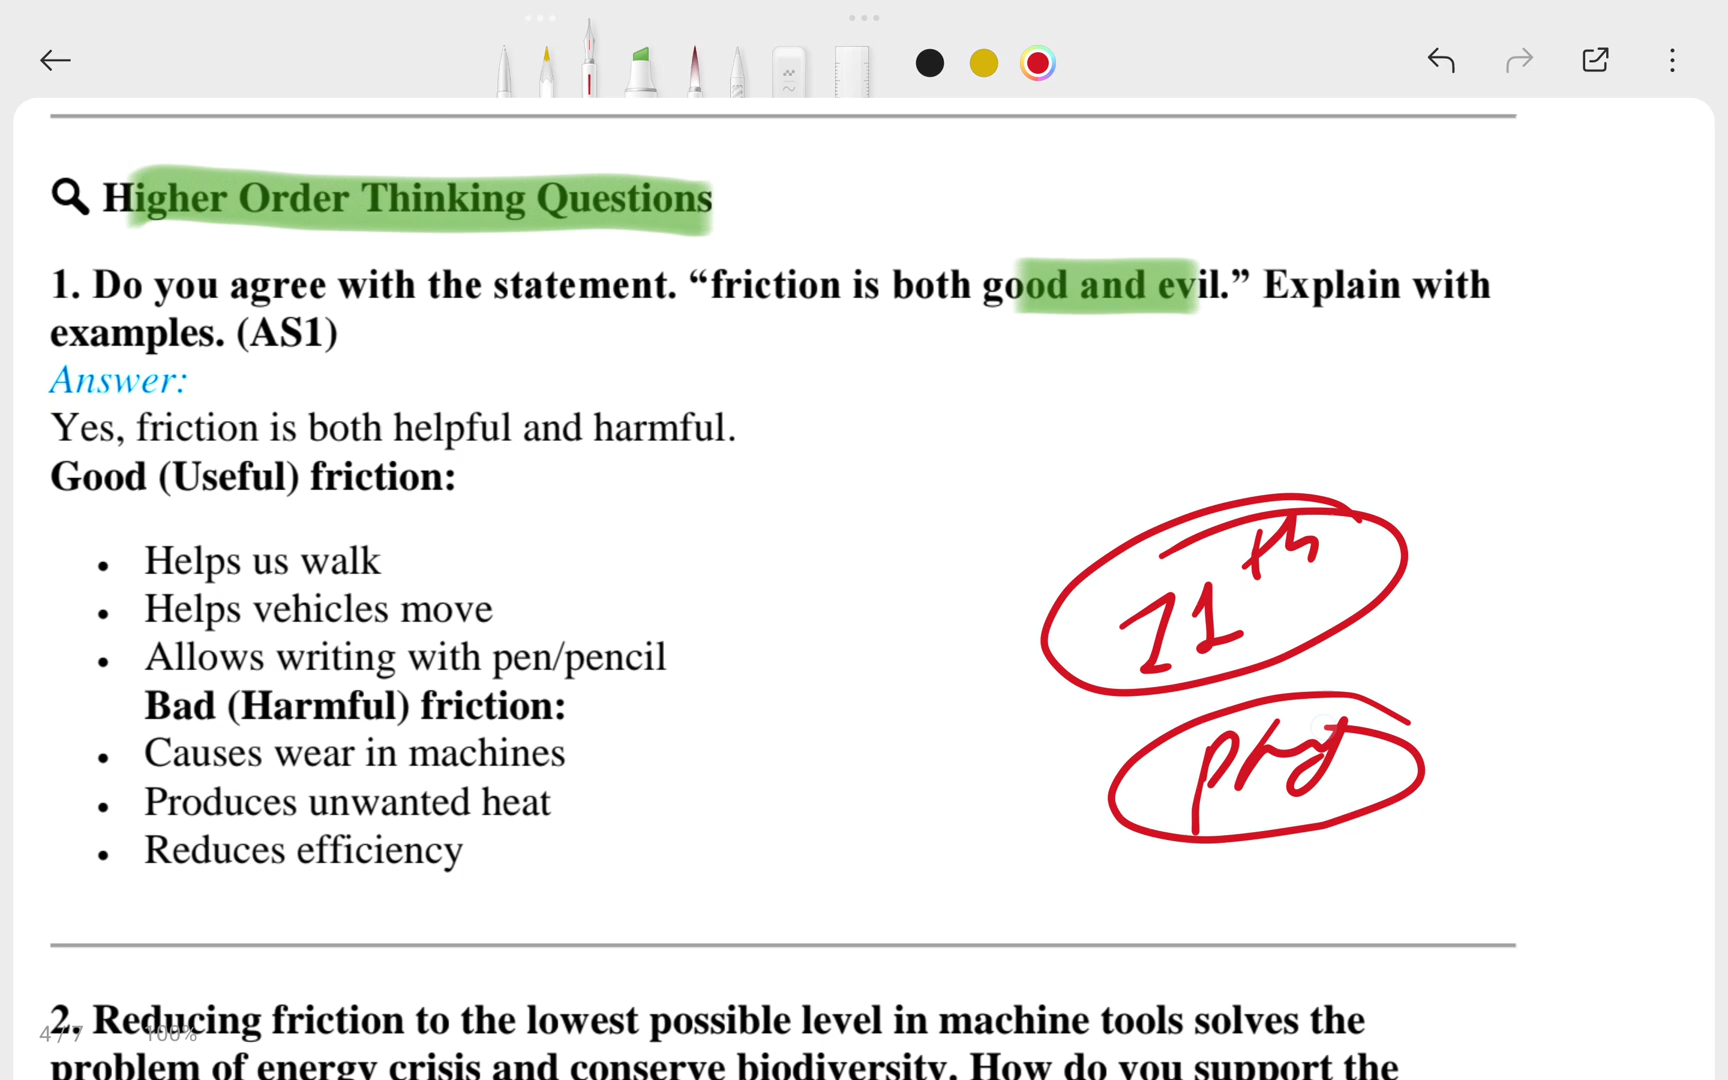 Higher Order Thinking Questions
1. Do you agree with the statement. “friction is both good and evil.” Explain with
examples. (AS1)
Answer:
Yes, friction is both helpful and harmful.
Good (Useful) friction:
• Helps us walk
• Helps vehicles move
• Allows writing with pen/pencil
11th
Bad (Harmful) friction:
• Causes wear in machines
• Produces unwanted heat
• Reduces efficiency
2. Reducing friction to the lowest possible level in machine tools solves the
4/7 100%
problem of energy crisis and conserve biodiversity. How do you support the